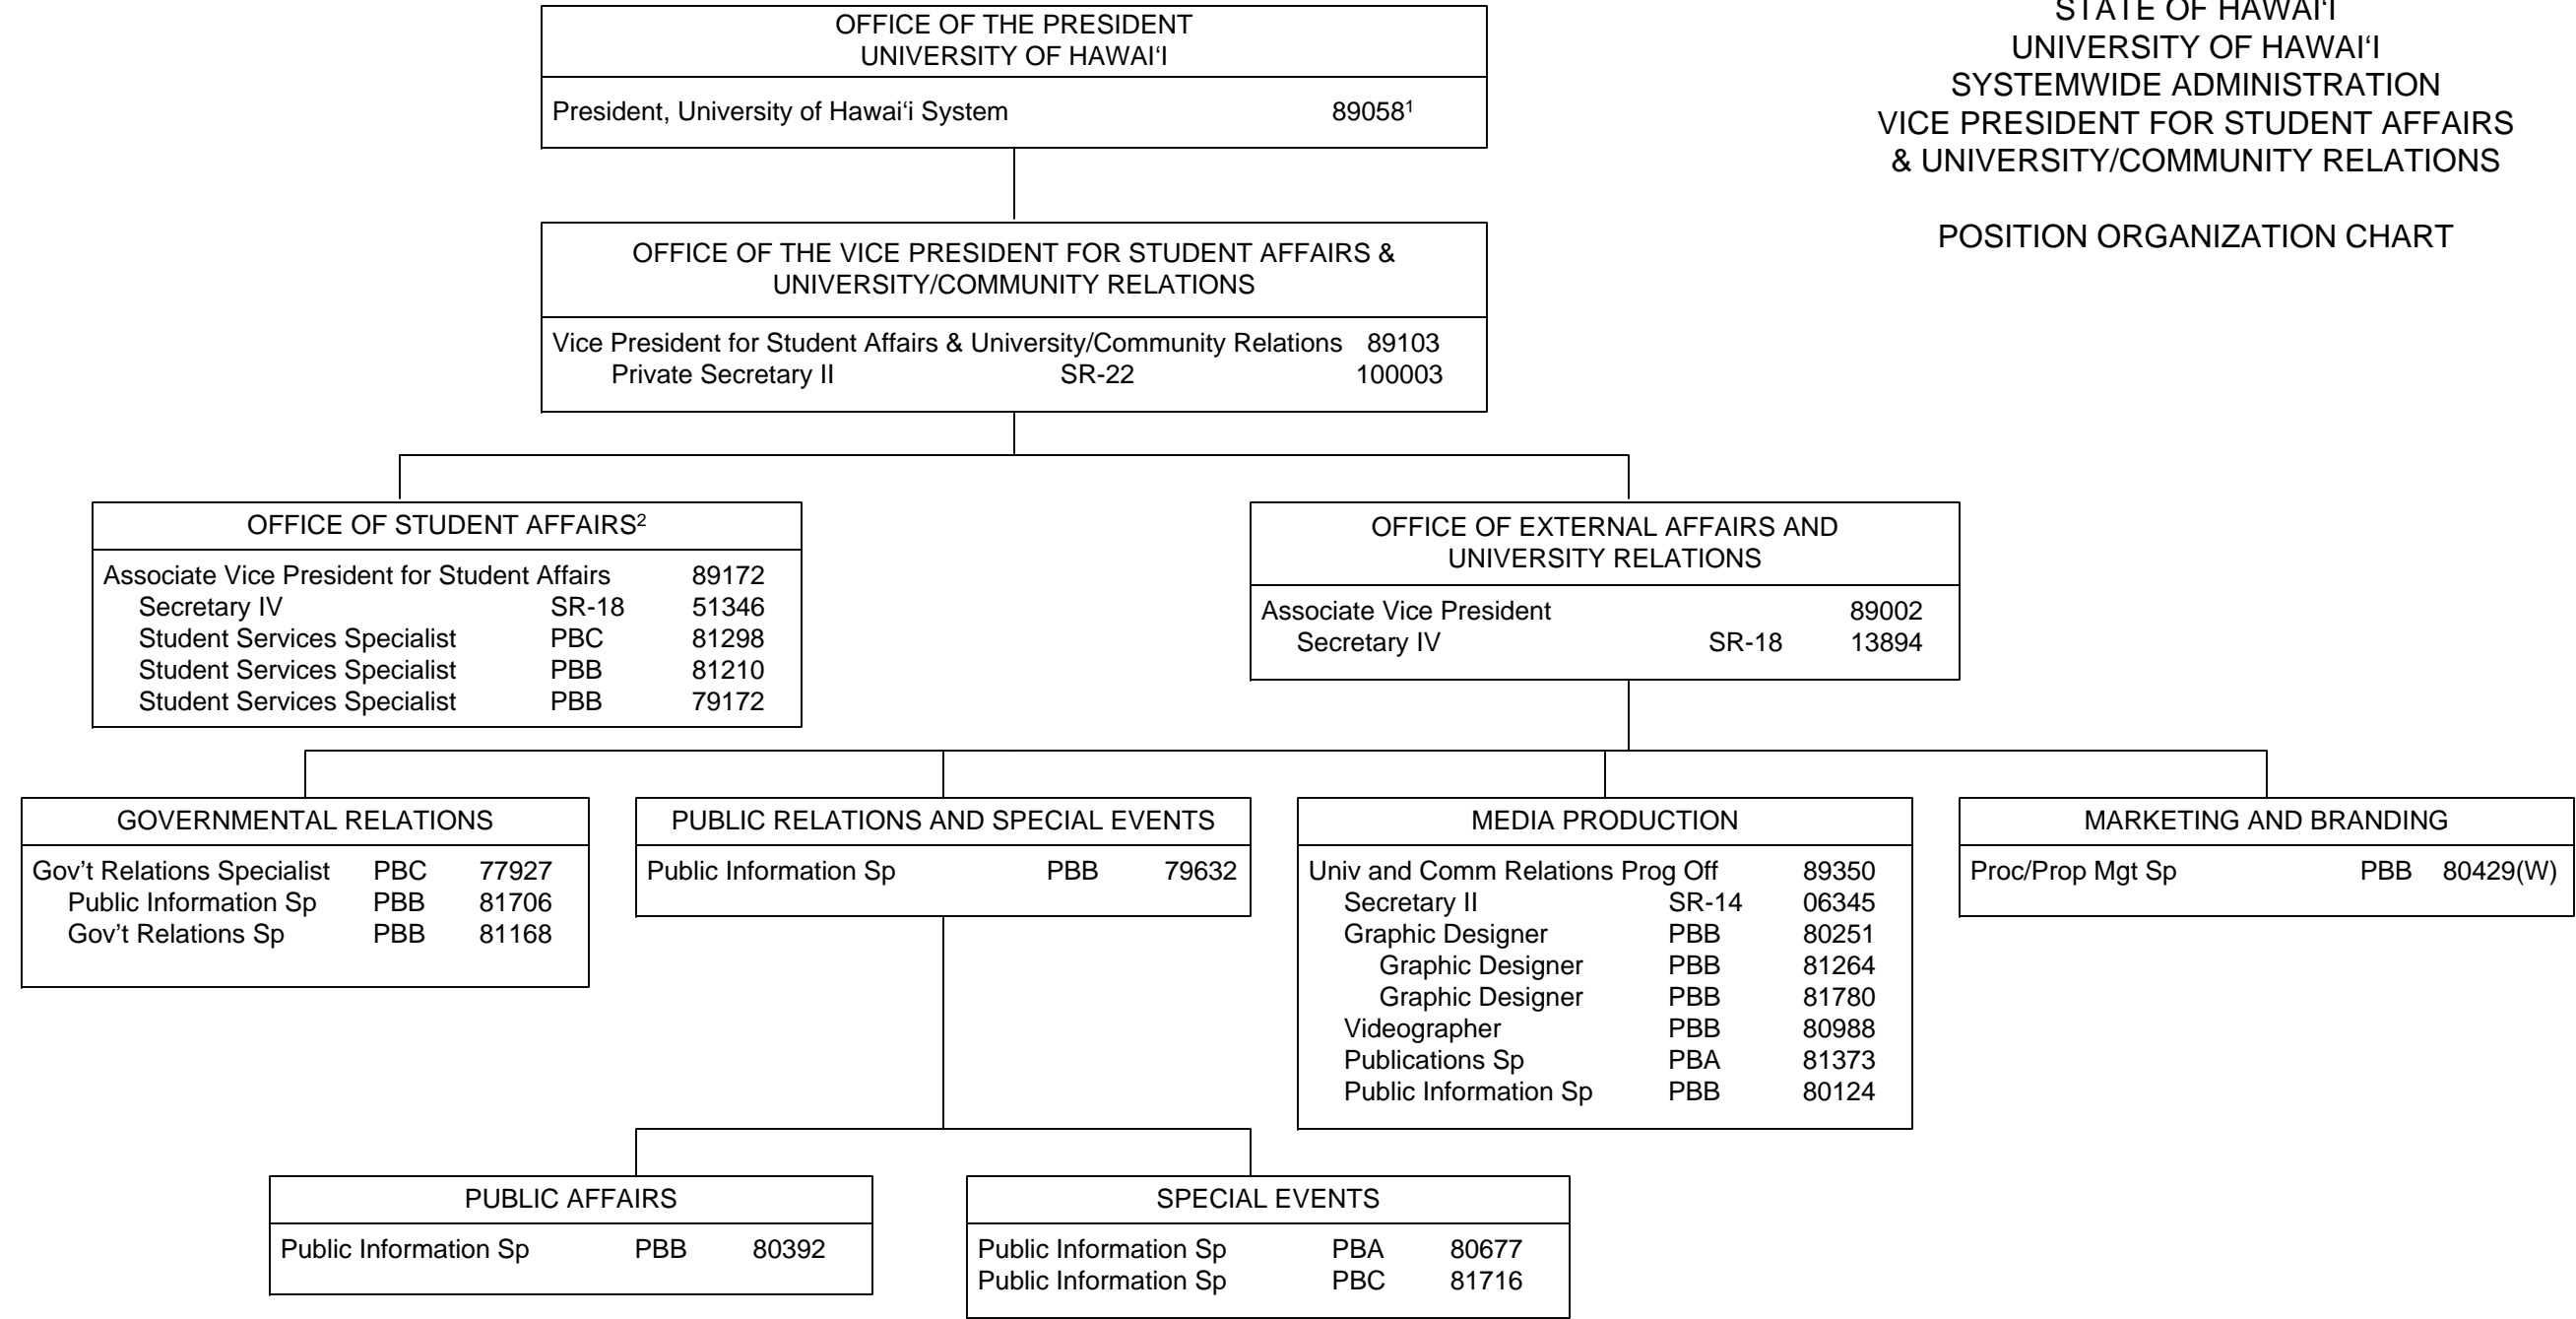 OFFICE OF THE PRESIDENT
UNIVERSITY OF HAWAI‘I
President, University of Hawai‘i System 89058¹
STATE OF HAWAI‘I
UNIVERSITY OF HAWAI‘I
SYSTEMWIDE ADMINISTRATION
VICE PRESIDENT FOR STUDENT AFFAIRS
& UNIVERSITY/COMMUNITY RELATIONS
POSITION ORGANIZATION CHART
OFFICE OF THE VICE PRESIDENT FOR STUDENT AFFAIRS &
UNIVERSITY/COMMUNITY RELATIONS
Vice President for Student Affairs & University/Community Relations 89103
Private Secretary II SR-22 100003
OFFICE OF STUDENT AFFAIRS²
Associate Vice President for Student Affairs 89172
Secretary IV SR-18 51346
Student Services Specialist PBC 81298
Student Services Specialist PBB 81210
Student Services Specialist PBB 79172
OFFICE OF EXTERNAL AFFAIRS AND
UNIVERSITY RELATIONS
Associate Vice President 89002
Secretary IV SR-18 13894
GOVERNMENTAL RELATIONS
Gov’t Relations Specialist PBC 77927
Public Information Sp PBB 81706
Gov’t Relations Sp PBB 81168
PUBLIC RELATIONS AND SPECIAL EVENTS
Public Information Sp PBB 79632
MEDIA PRODUCTION
Univ and Comm Relations Prog Off 89350
Secretary II SR-14 06345
Graphic Designer PBB 80251
Graphic Designer PBB 81264
Graphic Designer PBB 81780
Videographer PBB 80988
Publications Sp PBA 81373
Public Information Sp PBB 80124
MARKETING AND BRANDING
Proc/Prop Mgt Sp PBB 80429(W)
PUBLIC AFFAIRS
Public Information Sp PBB 80392
SPECIAL EVENTS
Public Information Sp PBA 80677
Public Information Sp PBC 81716